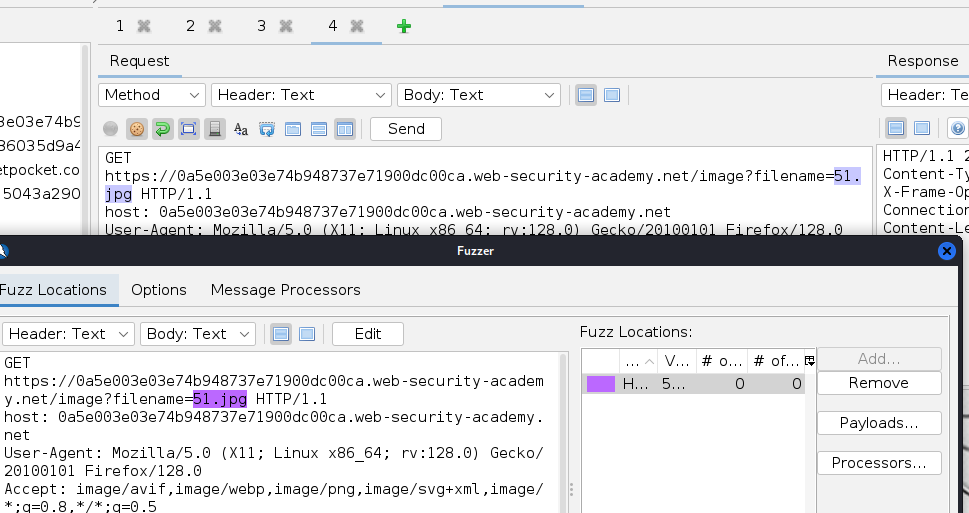 1 2 3 4
Request
Response
Method
Header: Text
Body: Text
Header: Te
3e03e74b9
86035d9a4
etpocket.co
15043a290
Send
GET
https://0a5e003e03e74b948737e71900dc00ca.web-security-academy.net/image?filename=51.
jpg HTTP/1.1
host: 0a5e003e03e74b948737e71900dc00ca.web-security-academy.net
User-Agent: Mozilla/5.0 (X11; Linux x86_64; rv:128.0) Gecko/20100101 Firefox/128.0
HTTP/1.1 2
Content-Ty
X-Frame-Op
Connection
Content-Le
Fuzzer
Fuzz Locations
Options
Message Processors
Header: Text
Body: Text
Edit
GET
https://0a5e003e03e74b948737e71900dc00ca.web-security-academ
y.net/image?filename=51.jpg HTTP/1.1
host: 0a5e003e03e74b948737e71900dc00ca.web-security-academy.
net
User-Agent: Mozilla/5.0 (X11; Linux x86_64; rv:128.0) Gecko/
20100101 Firefox/128.0
Accept: image/avif,image/webp,image/png,image/svg+xml,image/
*;q=0.8,*/*;q=0.5
Fuzz Locations:
... V... # o... # of...
H... 5... 0 0
Add...
Remove
Payloads...
Processors...